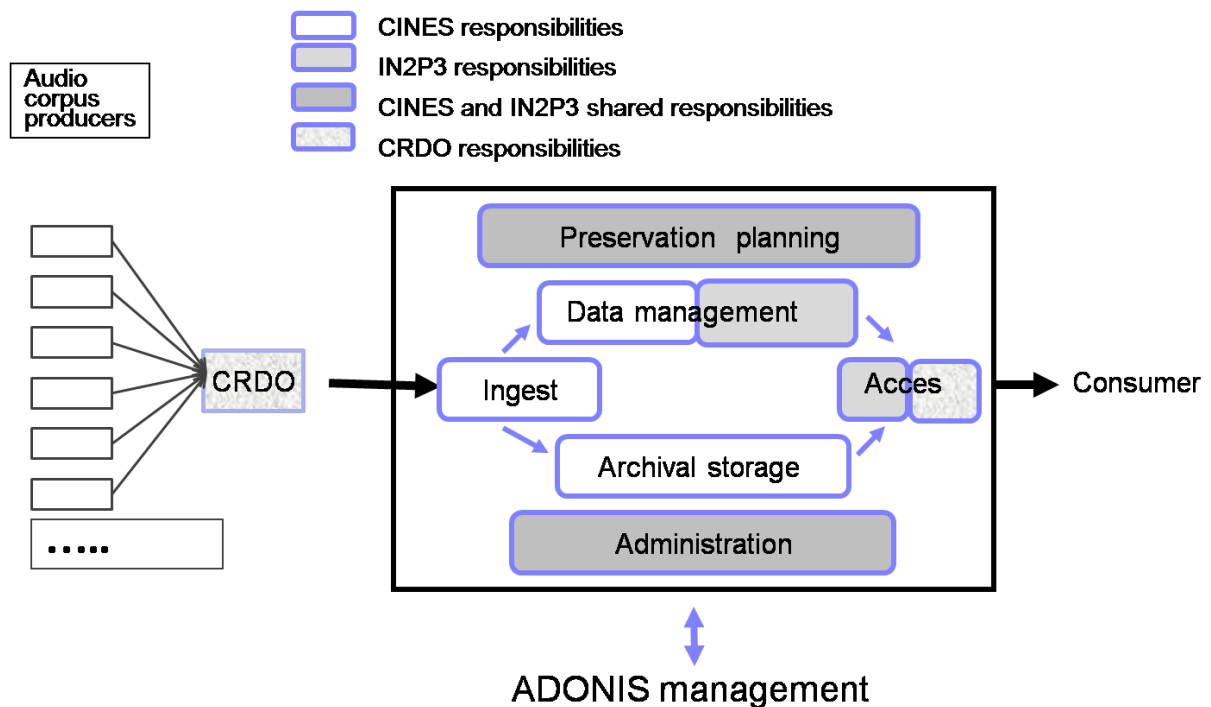 CINES responsibilities
IN2P3 responsibilities
CINES and IN2P3 shared responsibilities
CRDO responsibilities
Audio
corpus
producers
Preservation planning
Data management
CRDO
Ingest
Acces
Consumer
Archival storage
.....
Administration
ADONIS management